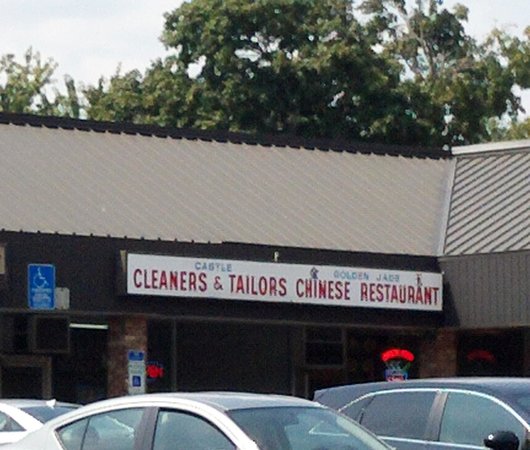 CASTLE
CLEANERS & TAILORS
GOLDEN JADE
CHINESE RESTAURANT